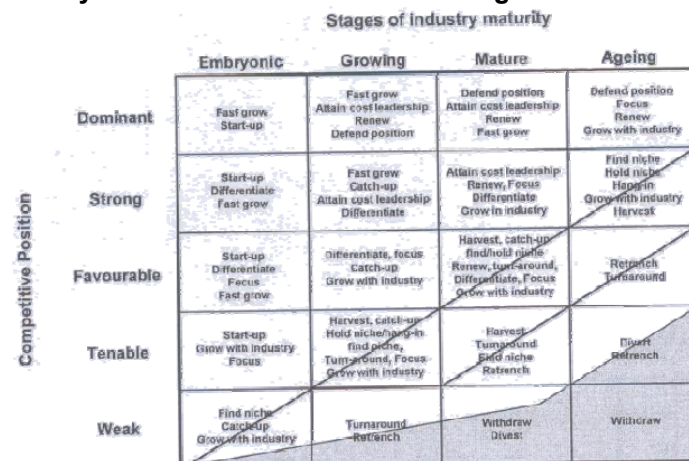 Stages of industry maturity
Embryonic Growing Mature Ageing
Competitive Position
Dominant
Fast grow
Start-up
Fast grow
Attain cost leadership
Renew
Defend position
Defend position
Attain cost leadership
Renew
Fast grow
Defend position
Focus
Renew
Grow with industry
Strong
Start-up
Differentiate
Fast grow
Fast grow
Catch-up
Attain cost leadership
Differentiate
Attain cost leadership
Renew, Focus
Differentiate
Grow in industry
Find niche
Hold niche
Hang-in
Grow with industry
Harvest
Favourable
Start-up
Differentiate
Focus
Fast grow
Differentiate, focus
Catch-up
Grow with industry
Harvest, catch-up
find/hold niche
Renew, turn-around,
Differentiate, Focus
Grow with industry
Retrench
Turnaround
Tenable
Start-up
Grow with industry
Focus
Harvest, catch-up
Hold niche/hang-in
find niche,
Turn-around, Focus
Grow with industry
Harvest
Turnaround
Find niche
Retrench
Divest
Retrench
Weak
Find niche
Catch-up
Grow with industry
Turnaround
Retrench
Withdraw
Divest
Withdraw